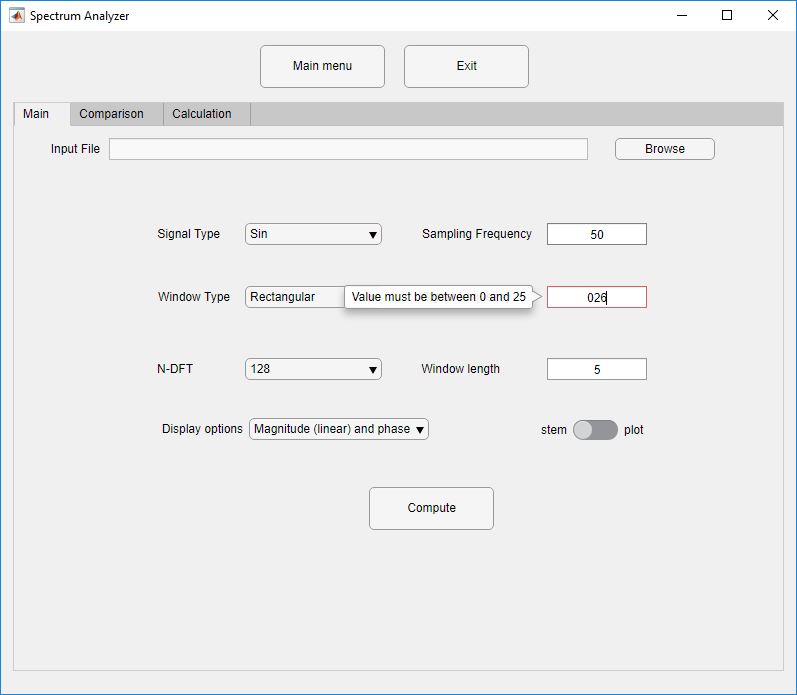 Spectrum Analyzer
Main menu Exit
Main Comparison Calculation
Input File Browse
Signal Type Sin Sampling Frequency 50
Window Type Rectangular Value must be between 0 and 25 026
N-DFT 128 Window length 5
Display options Magnitude (linear) and phase stem plot
Compute